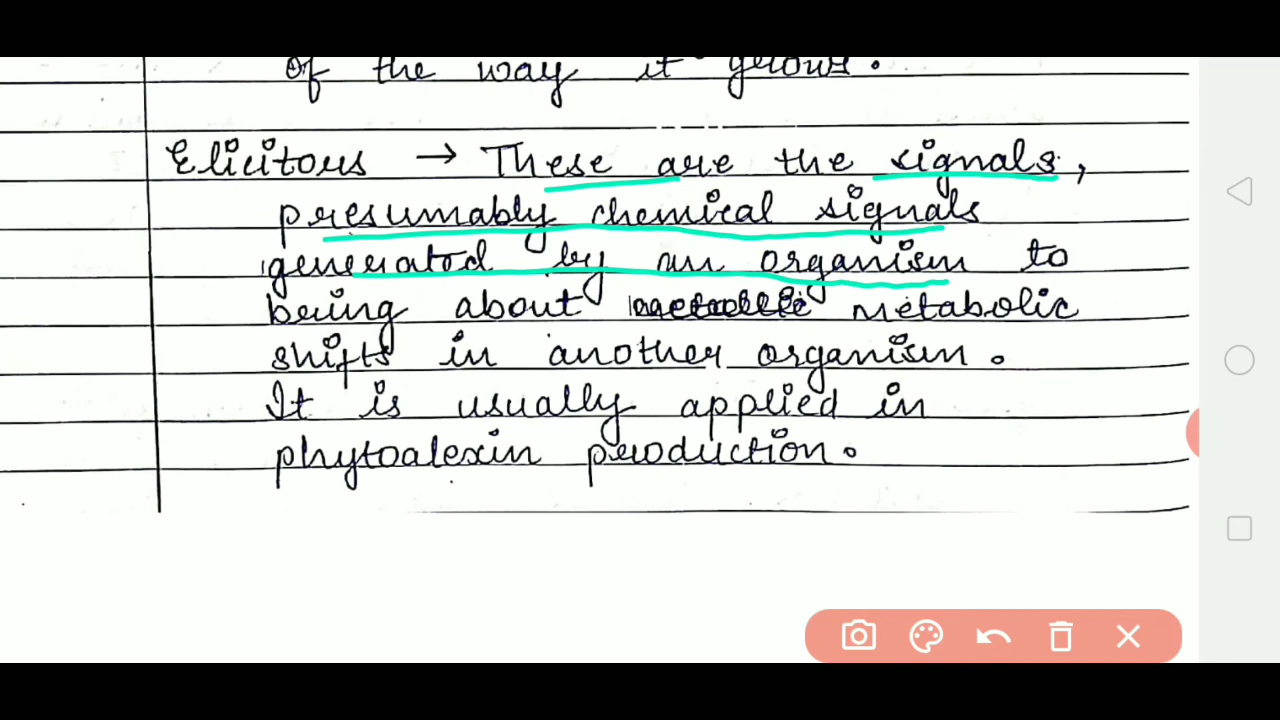 of the way it grows.
Elicitors → These are the signals,
presumably chemical signals
generated by an organism to
bring about metabolic
shifts in another organism.
It is usually applied in
phytoalexin production.